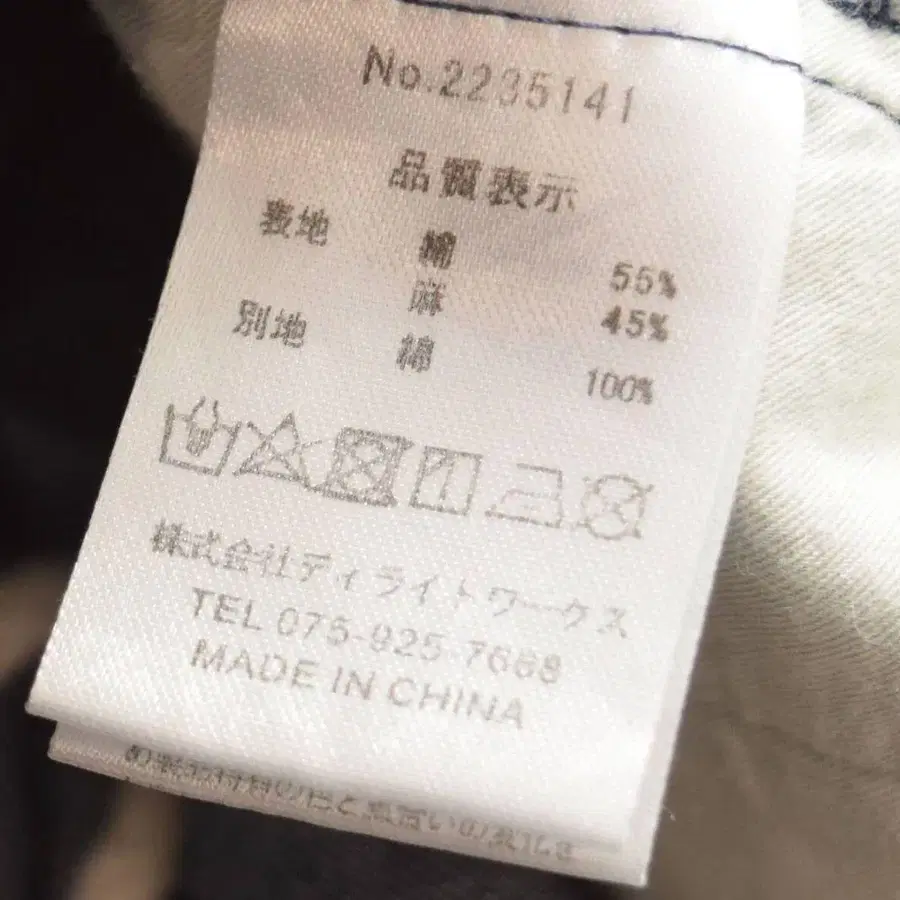 No.2235141
品質表示
表地 綿 55%
麻 45%
別地 綿 100%
株式会社ディライトワークス
TEL 075-925-7668
MADE IN CHINA